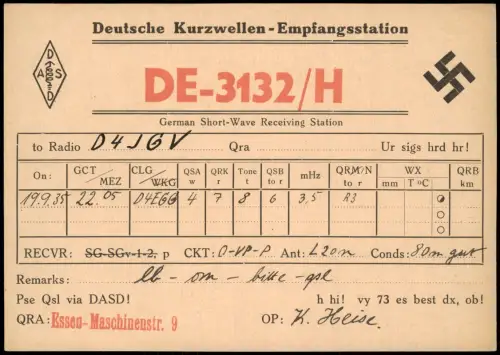 Deutsche Kurzwellen-Empfangsstation
D
A S
D
DE-3132/H
German Short-Wave Receiving Station
to Radio D4JGV Qra Ur sigs hrd hr!
On: GCT/MEZ CLG/WKG QSA w QRK r Tone t QSB to r mHz QRM/N to r WX mm T°C QRB km
19.9.35 22.05 D4EGG 4 7 8 6 3,5 R3
RECVR: SG-SGv-1-2, p CKT: O-VP-P Ant: L20m Conds: 80m gut
Remarks: lb - om - bitte - qsl
Pse Qsl via DASD! h hi! vy 73 es best dx, ob!
QRA: Essen-Maschinenstr. 9 OP: K. Heise.